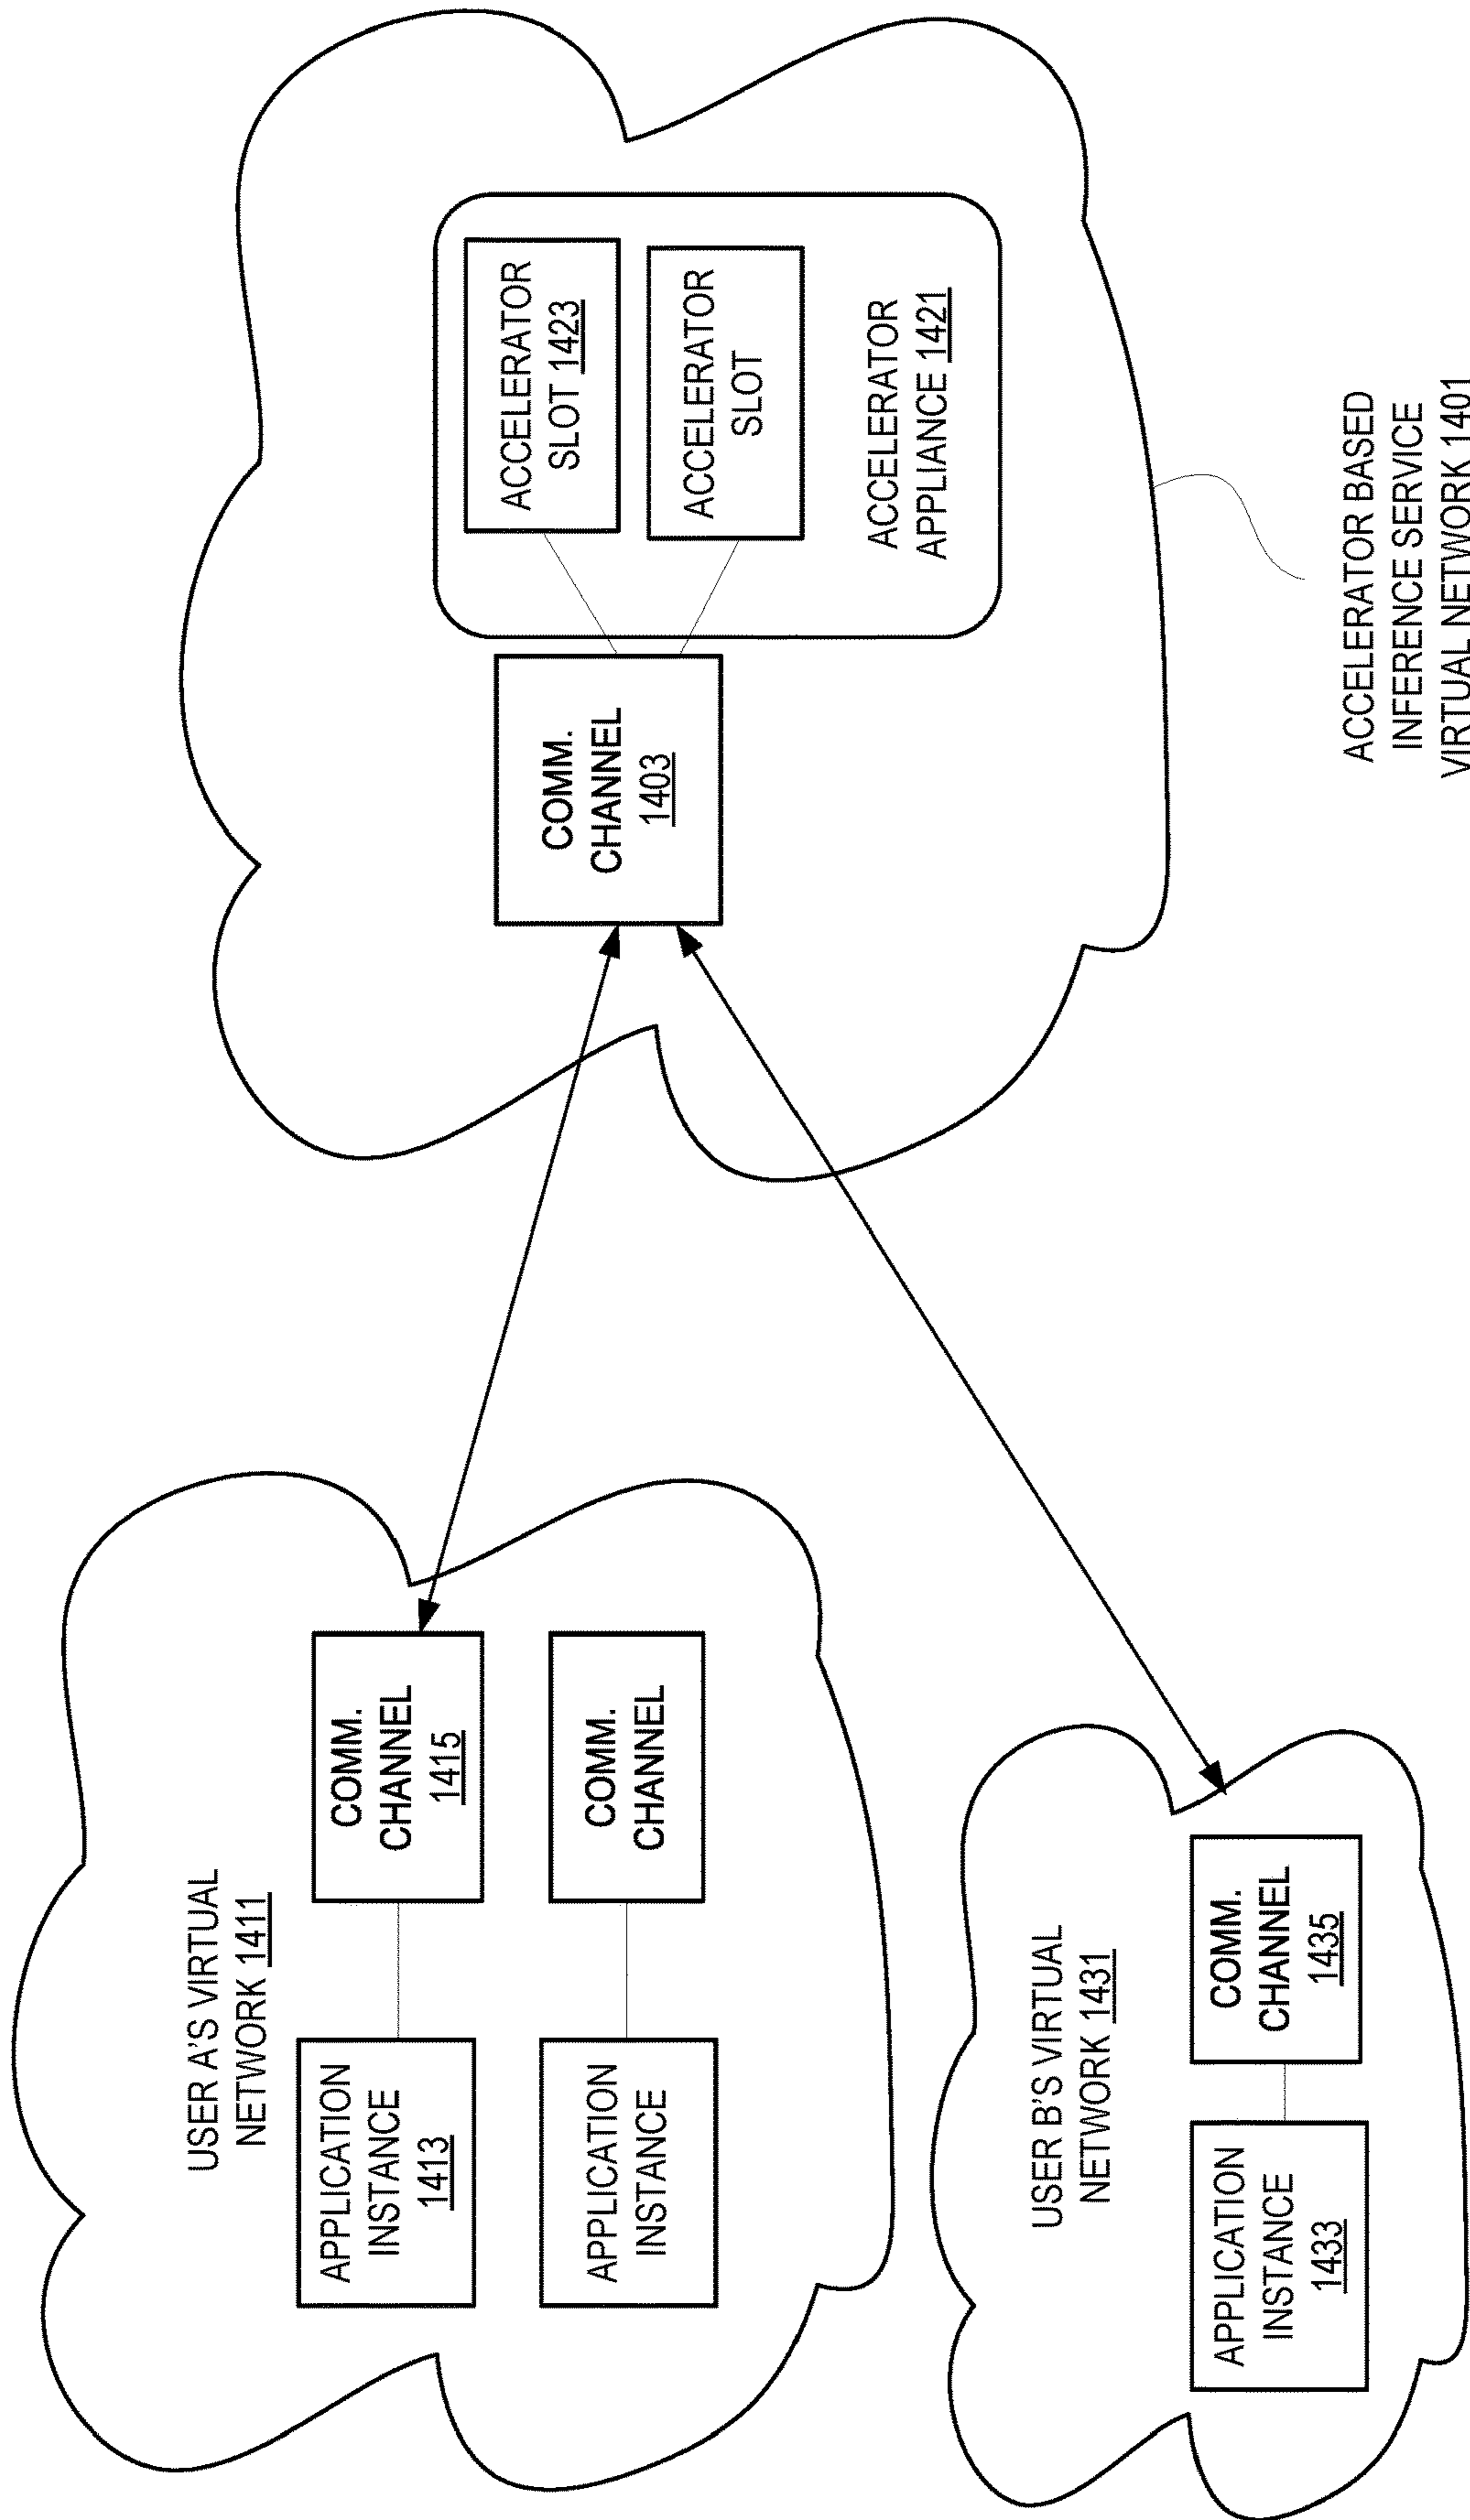 USER A'S VIRTUAL
NETWORK 1411
APPLICATION
INSTANCE
1413
COMM.
CHANNEL
1415
APPLICATION
INSTANCE
COMM.
CHANNEL
USER B'S VIRTUAL
NETWORK 1431
APPLICATION
INSTANCE
1433
COMM.
CHANNEL
1435
COMM.
CHANNEL
1403
ACCELERATOR
SLOT 1423
ACCELERATOR
SLOT
ACCELERATOR
APPLIANCE 1421
ACCELERATOR BASED
INFERENCE SERVICE
VIRTUAL NETWORK 1401